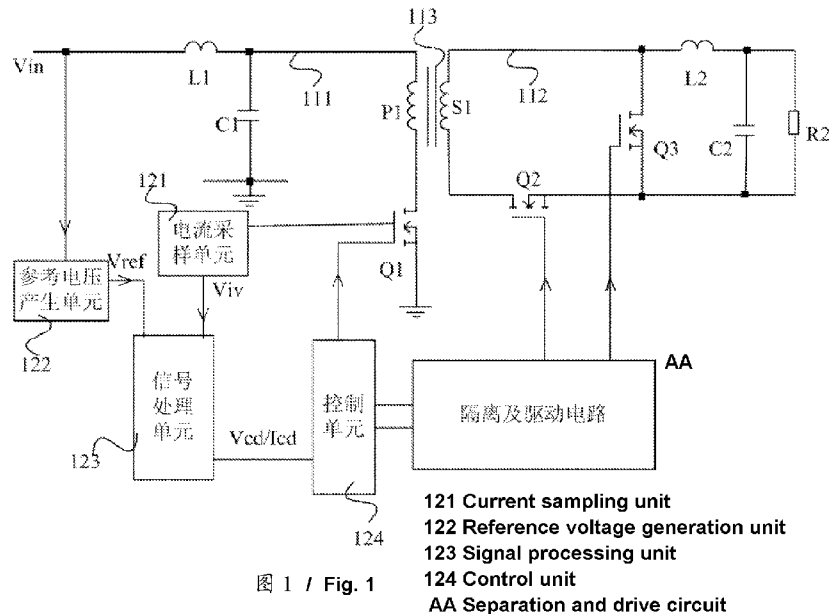 113
Vin
L1
111
C1
P1
S1
112
L2
Q3
C2
R2
121
电流采
样单元
Q2
Q1
参考电压
产生单元
Vref
Viv
122
信号
处理
单元
控制
单元
隔离及驱动电路
AA
123
Vcd/Icd
124
121 Current sampling unit
122 Reference voltage generation unit
123 Signal processing unit
124 Control unit
AA Separation and drive circuit
图 1 / Fig. 1